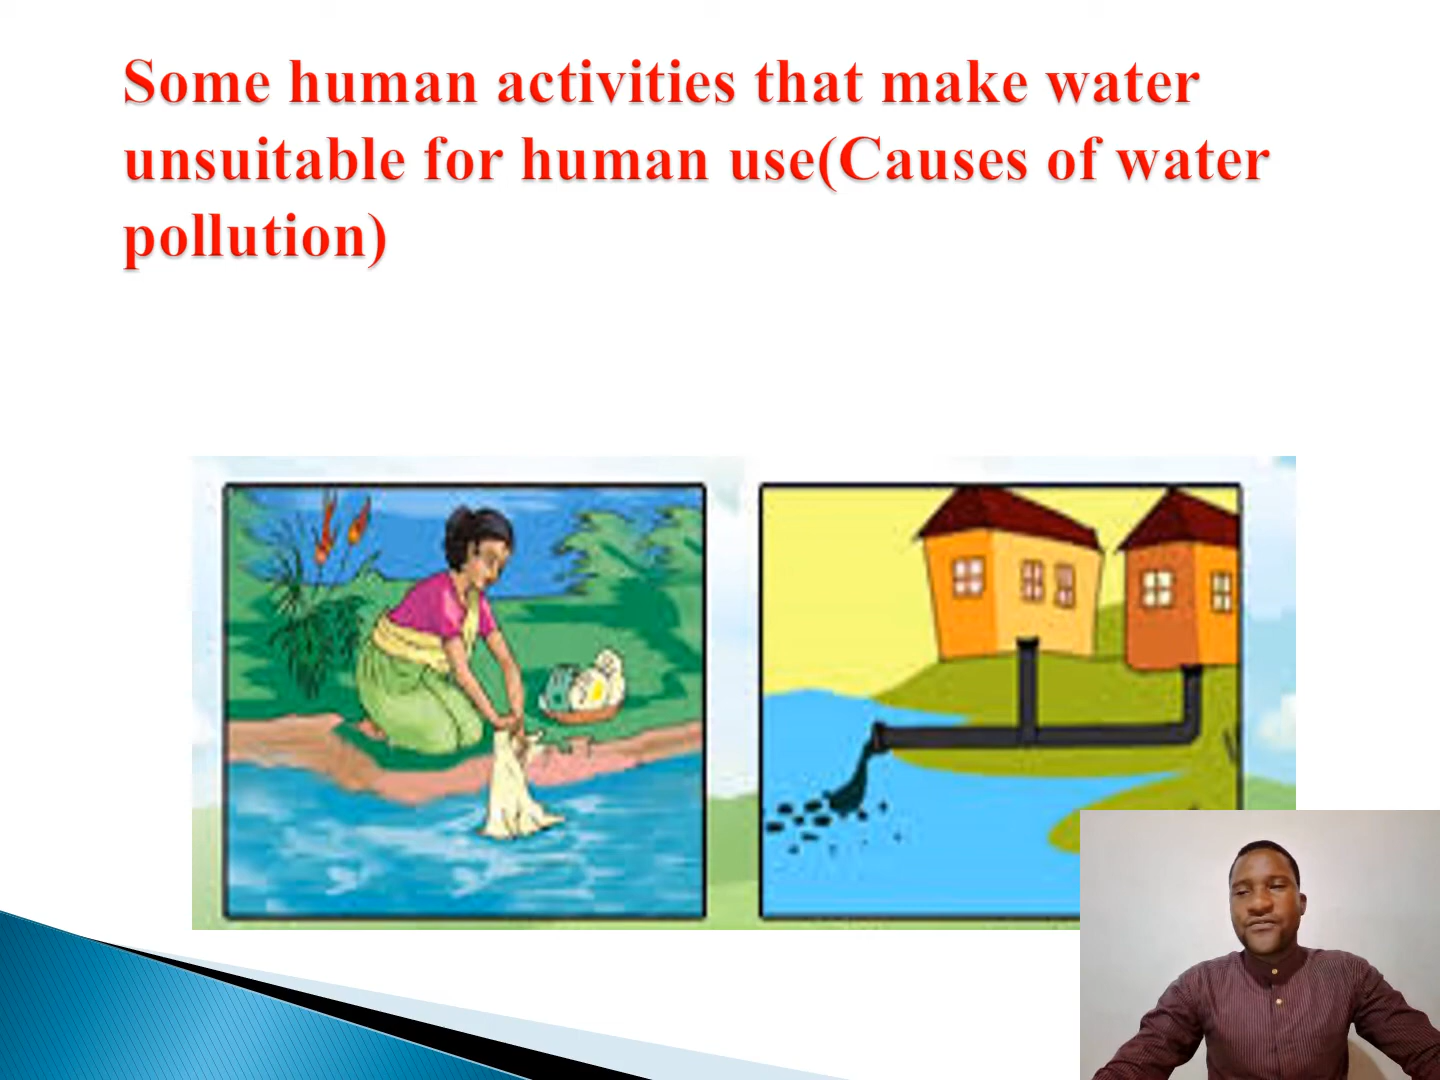 Some human activities that make water
unsuitable for human use(Causes of water
pollution)